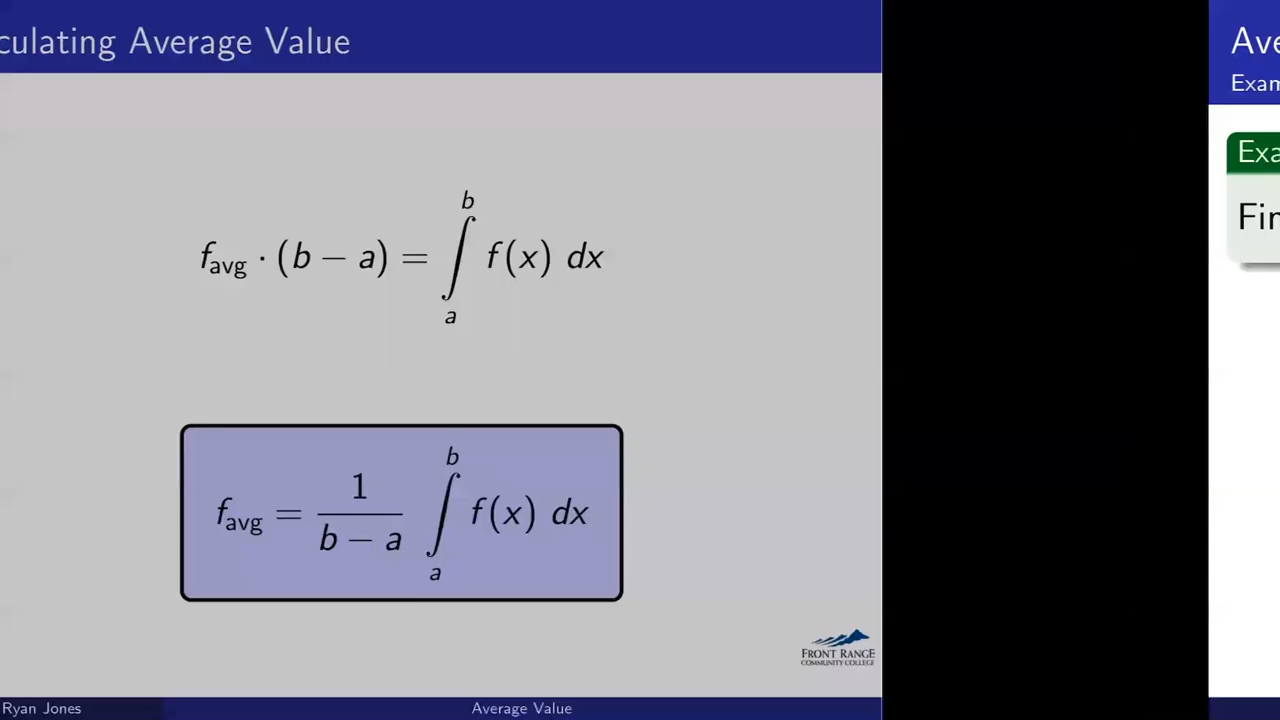 culating Average Value
f_avg · (b − a) = ∫_a^b f(x) dx
f_avg = 1/(b − a) ∫_a^b f(x) dx
FRONT RANGE
COMMUNITY COLLEGE
Ryan Jones
Average Value
Ave
Exam
Exa
Fin